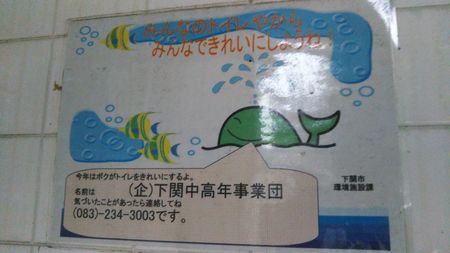 みんなのトイレやから
みんなできれいにしようね!
今年はボクがトイレをきれいにするよ。
名前は
(企)下関中高年事業団
気づいたことがあったら連絡してね
(083)-234-3003です。
下関市
環境施設課